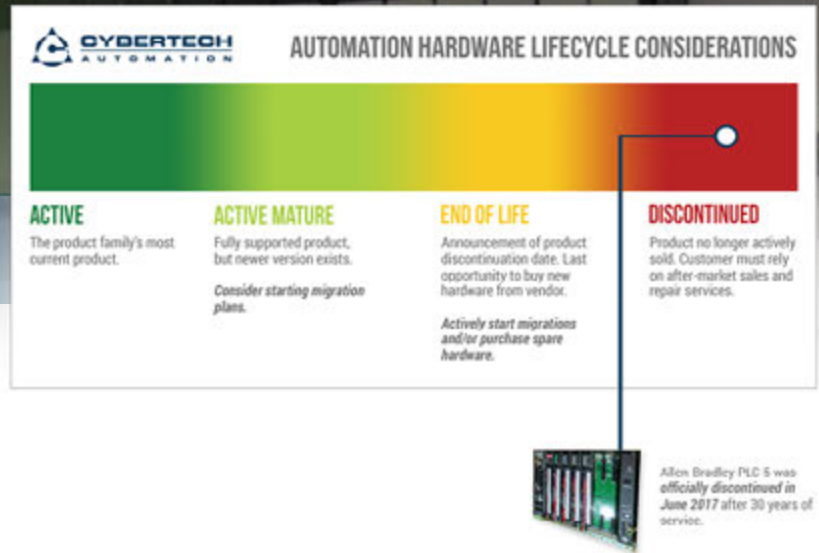 CYBERTECH
AUTOMATION
AUTOMATION HARDWARE LIFECYCLE CONSIDERATIONS
ACTIVE
The product family's most
current product.
ACTIVE MATURE
Fully supported product,
but newer version exists.
Consider starting migration
plans.
END OF LIFE
Announcement of product
discontinuation date. Last
opportunity to buy new
hardware from vendor.
Actively start migrations
and/or purchase spare
hardware.
DISCONTINUED
Product no longer actively
sold. Customer must rely
on after-market sales and
repair services.
Allen Bradley PLC 5 was
officially discontinued in
June 2017 after 30 years of
service.